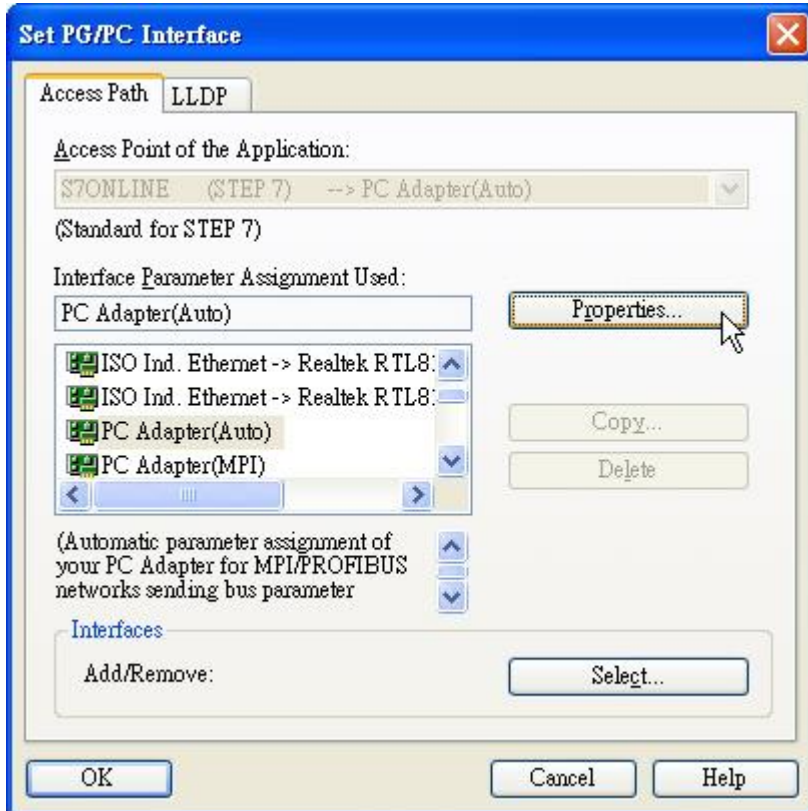 Set PG/PC Interface
Access Path
LLDP
Access Point of the Application:
S7ONLINE (STEP 7) --> PC Adapter(Auto)
(Standard for STEP 7)
Interface Parameter Assignment Used:
PC Adapter(Auto)
Properties...
ISO Ind. Ethernet -> Realtek RTL8
ISO Ind. Ethernet -> Realtek RTL8
PC Adapter(Auto)
PC Adapter(MPI)
Copy...
Delete
(Automatic parameter assignment of
your PC Adapter for MPI/PROFIBUS
networks sending bus parameter
Interfaces
Add/Remove:
Select...
OK
Cancel
Help